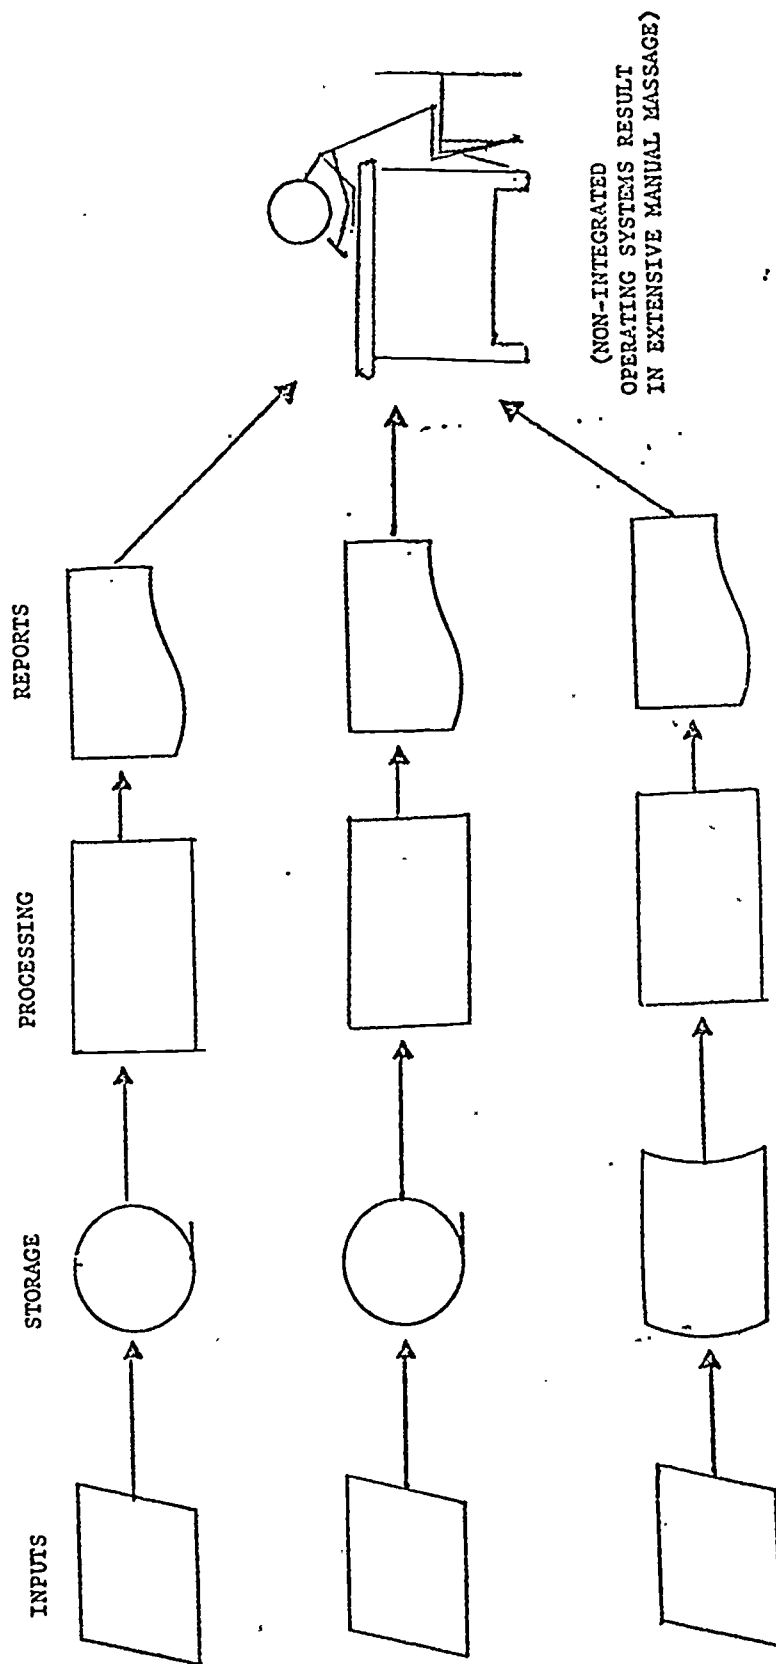 INPUTS
STORAGE
PROCESSING
REPORTS
(NON-INTEGRATED
OPERATING SYSTEMS RESULT
IN EXTENSIVE MANUAL MASSAGE)